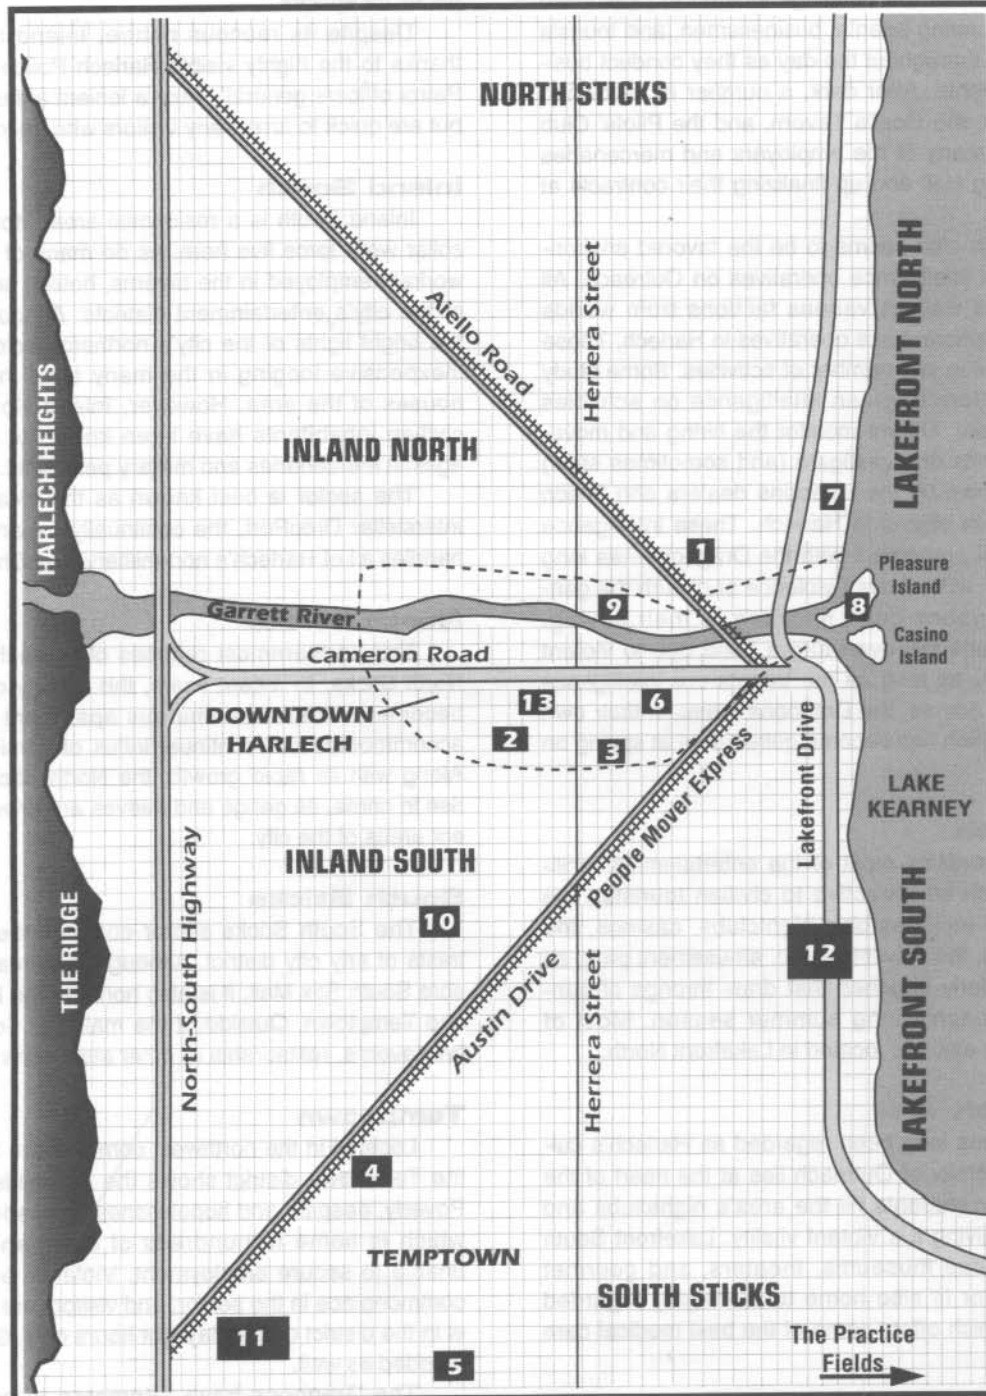 NORTH STICKS
Aiello Road
Herrera Street
LAKEFRONT NORTH
HARLECH HEIGHTS
INLAND NORTH
7
1
Pleasure
Island
8
9
Garrett River
Casino
Island
Cameron Road
13
6
DOWNTOWN
HARLECH
2
3
People Mover Express
Lakefront Drive
LAKE
KEARNEY
North-South Highway
INLAND SOUTH
THE RIDGE
10
12
Austin Drive
Herrera Street
LAKEFRONT SOUTH
4
TEMPTOWN
SOUTH STICKS
11
5
The Practice
Fields